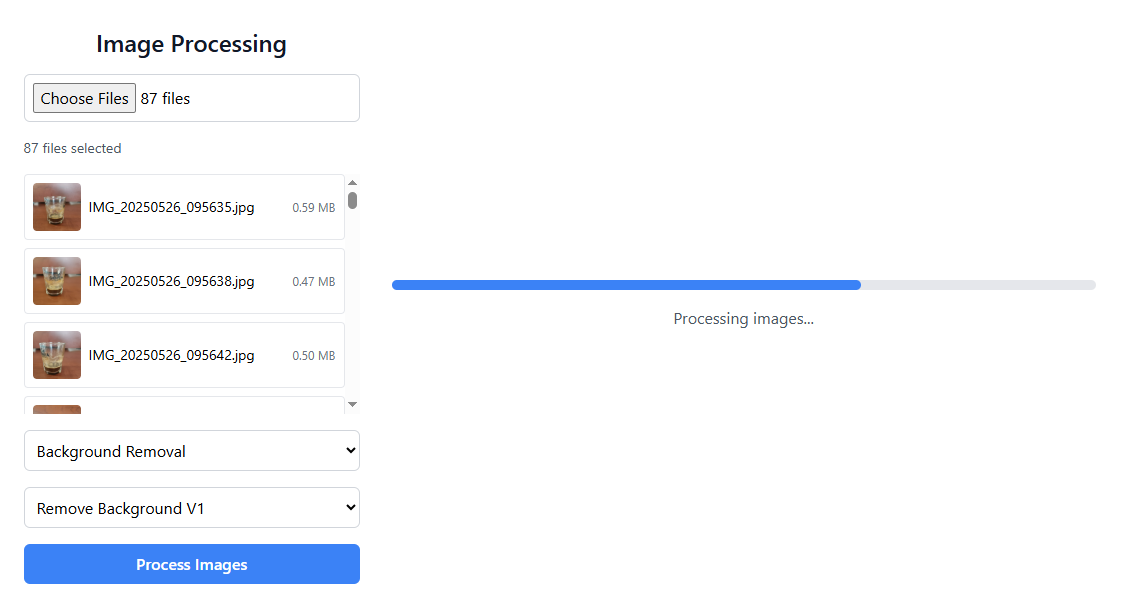 Image Processing
Choose Files 87 files
87 files selected
IMG_20250526_095635.jpg 0.59 MB
IMG_20250526_095638.jpg 0.47 MB
IMG_20250526_095642.jpg 0.50 MB
Background Removal
Remove Background V1
Process Images
Processing images...